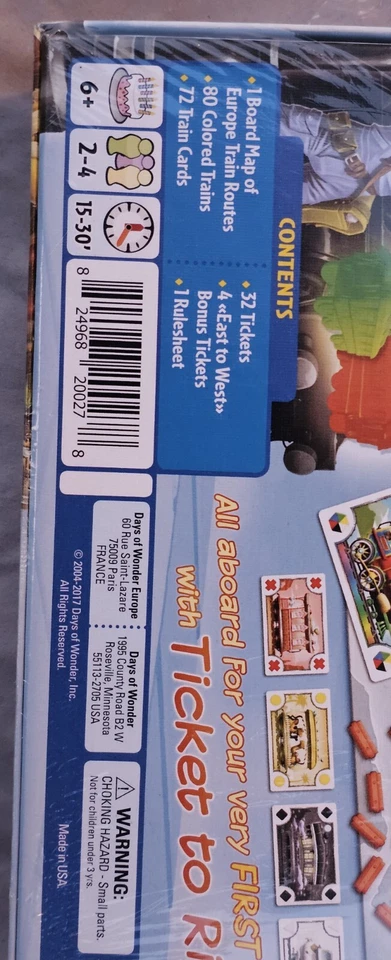 CONTENTS
• 1 Board Map of
Europe Train Routes
• 80 Colored Trains
• 72 Train Cards
• 32 Tickets
• 4 «East to West»
Bonus Tickets
• 1 Rulesheet
6+
2-4
15-30'
8 24968 20027 8
All aboard for your very FIRST
with Ticket to Ri
Days of Wonder Europe
60 Rue Saint-Lazare
75009 Paris
FRANCE
Days of Wonder
1995 County Road B2 W
Roseville, Minnesota
55113-2705 USA
© 2004-2017 Days of Wonder, Inc.
All Rights Reserved.
WARNING:
CHOKING HAZARD - Small parts.
Not for children under 3 yrs.
Made in USA.